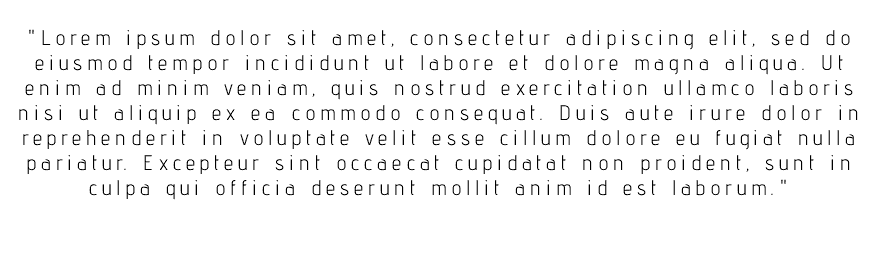 "Lorem ipsum dolor sit amet, consectetur adipiscing elit, sed do
eiusmod tempor incididunt ut labore et dolore magna aliqua. Ut
enim ad minim veniam, quis nostrud exercitation ullamco laboris
nisi ut aliquip ex ea commodo consequat. Duis aute irure dolor in
reprehenderit in voluptate velit esse cillum dolore eu fugiat nulla
pariatur. Excepteur sint occaecat cupidatat non proident, sunt in
culpa qui officia deserunt mollit anim id est laborum."